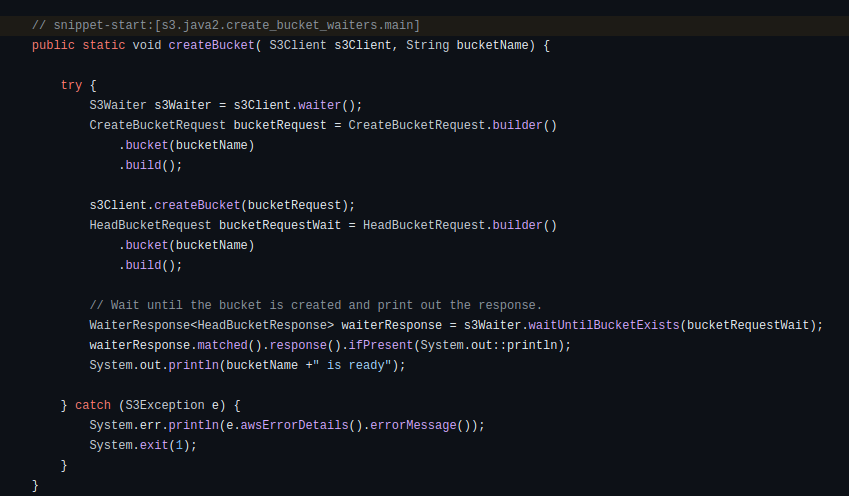 // snippet-start:[s3.java2.create_bucket_waiters.main]
public static void createBucket( S3Client s3Client, String bucketName) {
try {
S3Waiter s3Waiter = s3Client.waiter();
CreateBucketRequest bucketRequest = CreateBucketRequest.builder()
.bucket(bucketName)
.build();
s3Client.createBucket(bucketRequest);
HeadBucketRequest bucketRequestWait = HeadBucketRequest.builder()
.bucket(bucketName)
.build();
// Wait until the bucket is created and print out the response.
WaiterResponse<HeadBucketResponse> waiterResponse = s3Waiter.waitUntilBucketExists(bucketRequestWait);
waiterResponse.matched().response().ifPresent(System.out::println);
System.out.println(bucketName +" is ready");
} catch (S3Exception e) {
System.err.println(e.awsErrorDetails().errorMessage());
System.exit(1);
}
}